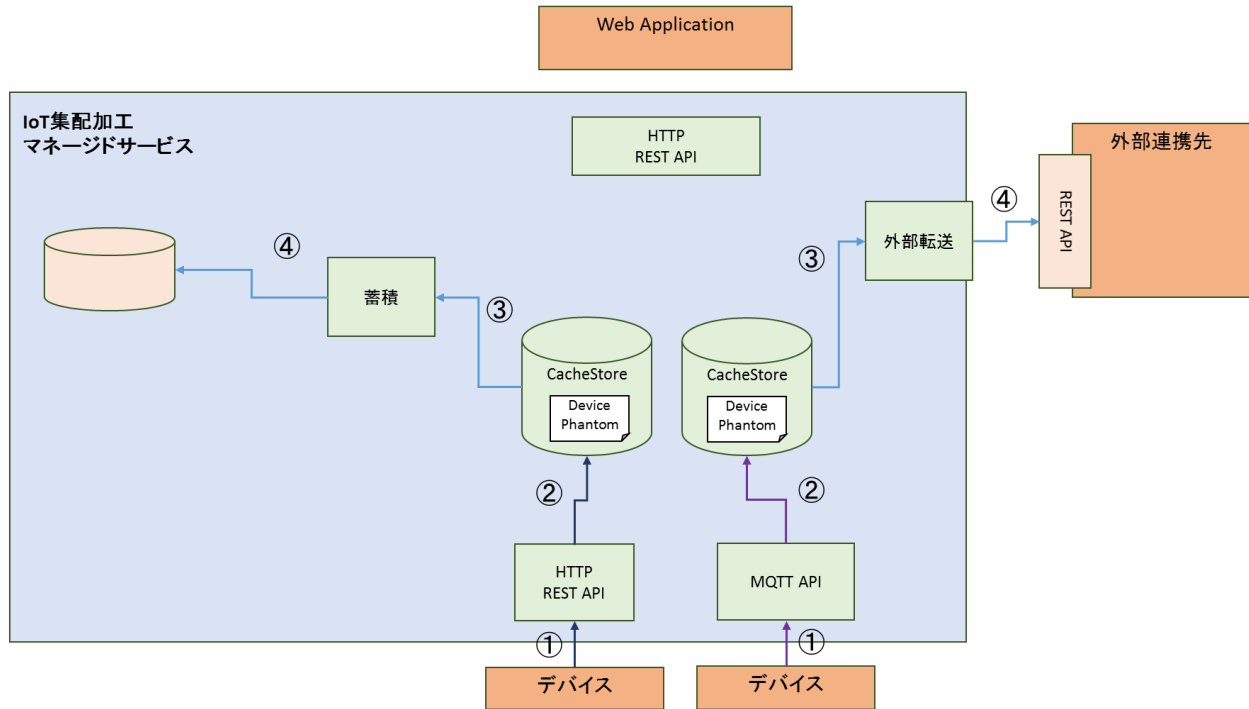 Web Application
IoT集配加工
マネージドサービス
HTTP
REST API
外部連携先
REST API
④
外部転送
③
④
蓄積
③
CacheStore
Device
Phantom
CacheStore
Device
Phantom
②
②
HTTP
REST API
MQTT API
①
①
デバイス
デバイス